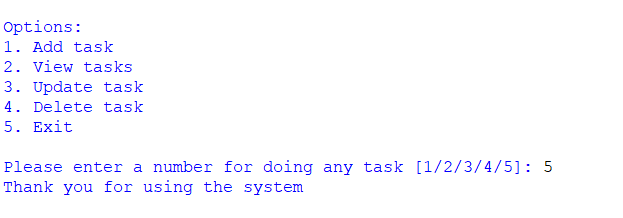 Options:
1. Add task
2. View tasks
3. Update task
4. Delete task
5. Exit
Please enter a number for doing any task [1/2/3/4/5]: 5
Thank you for using the system